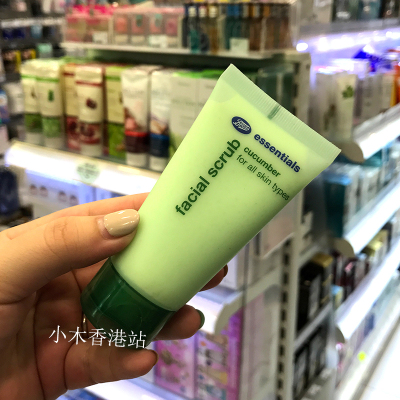 Boots
essentials
cucumber
facial scrub
for all skin types
小木香港站